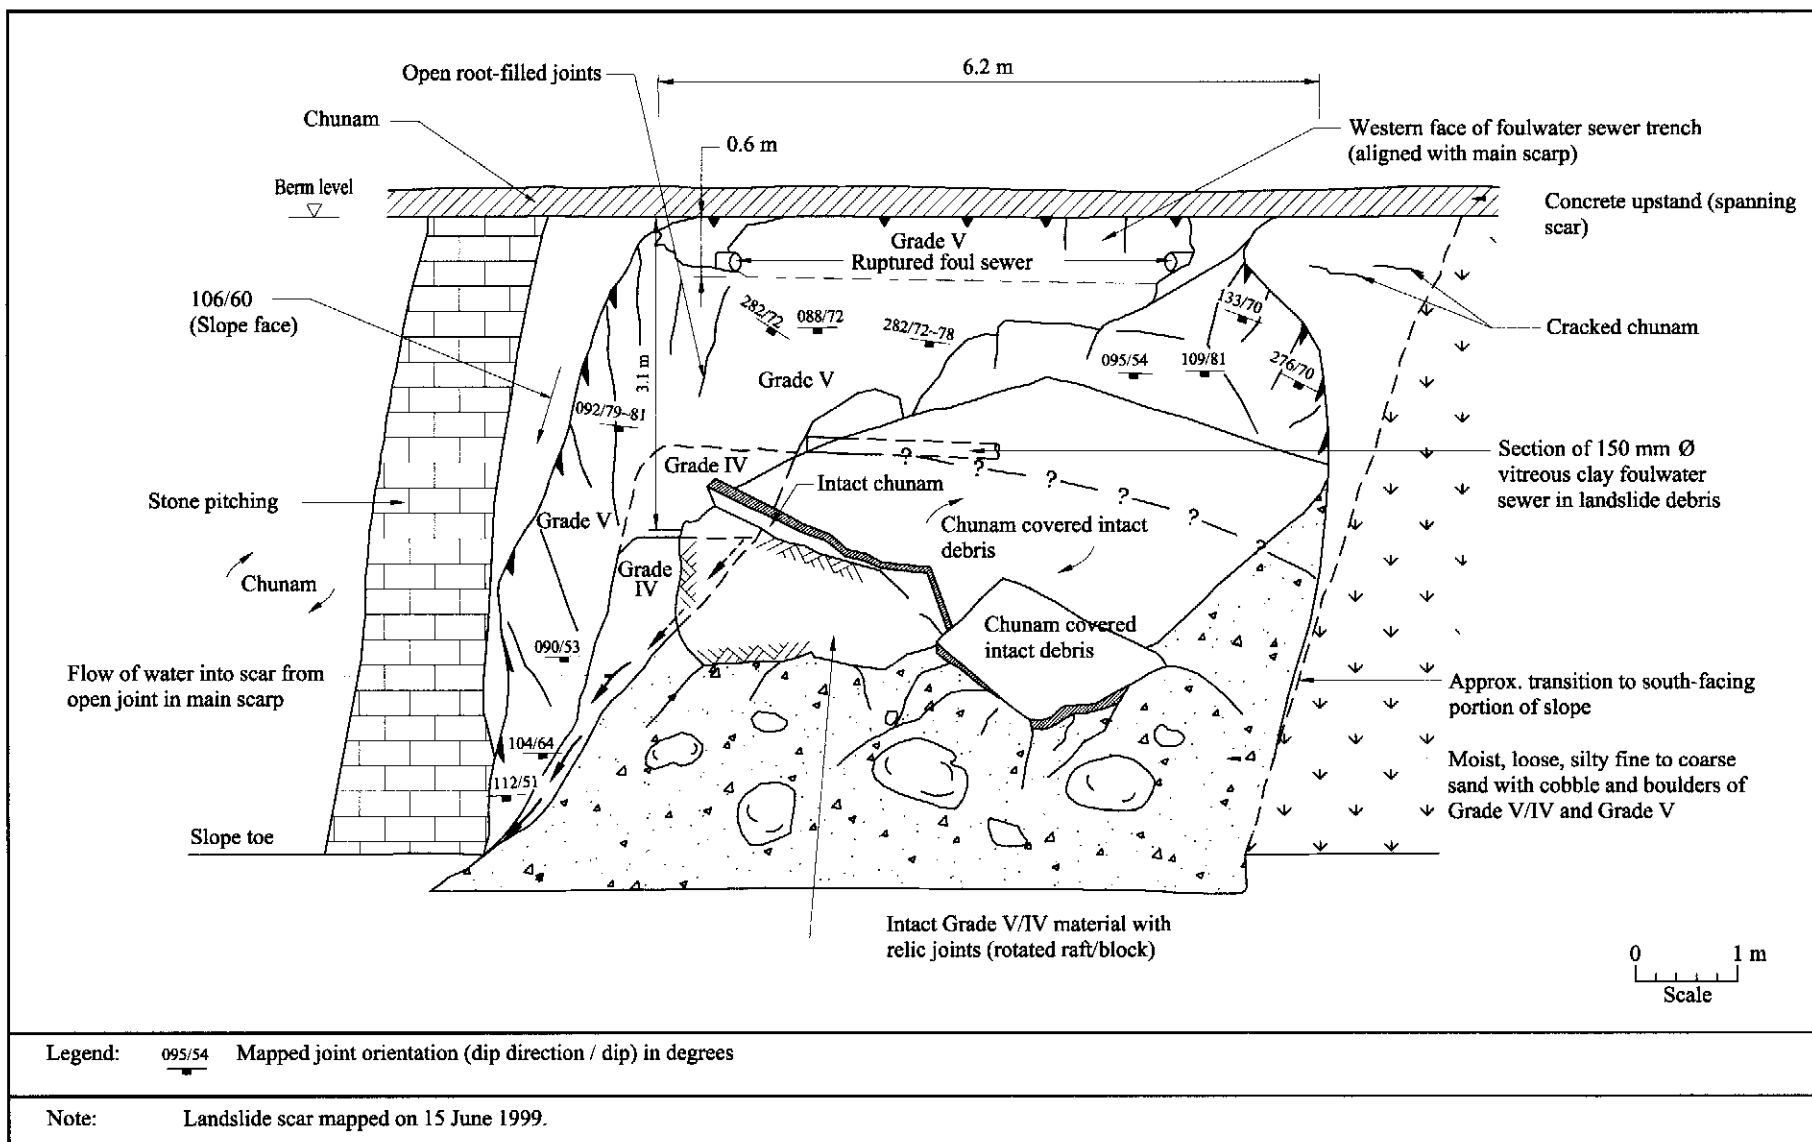 6.2 m
Open root-filled joints
Chunam
0.6 m
Western face of foulwater sewer trench
(aligned with main scarp)
Berm level
Concrete upstand (spanning
scar)
Grade V
Ruptured foul sewer
106/60
(Slope face)
282/72
088/72
282/72~78
133/70
Cracked chunam
095/54
109/81
276/70
3.1 m
Grade V
092/79~81
Section of 150 mm Ø
vitreous clay foulwater
sewer in landslide debris
?
?
?
?
?
?
Grade IV
Intact chunam
Stone pitching
Grade V
Chunam covered intact
debris
Chunam
Grade
IV
Chunam covered
intact debris
090/53
Flow of water into scar from
open joint in main scarp
Approx. transition to south-facing
portion of slope
104/64
112/51
Moist, loose, silty fine to coarse
sand with cobble and boulders of
Grade V/IV and Grade V
Slope toe
Intact Grade V/IV material with
relic joints (rotated raft/block)
0 1 m
Scale
Legend: 095/54 Mapped joint orientation (dip direction / dip) in degrees
Note: Landslide scar mapped on 15 June 1999.